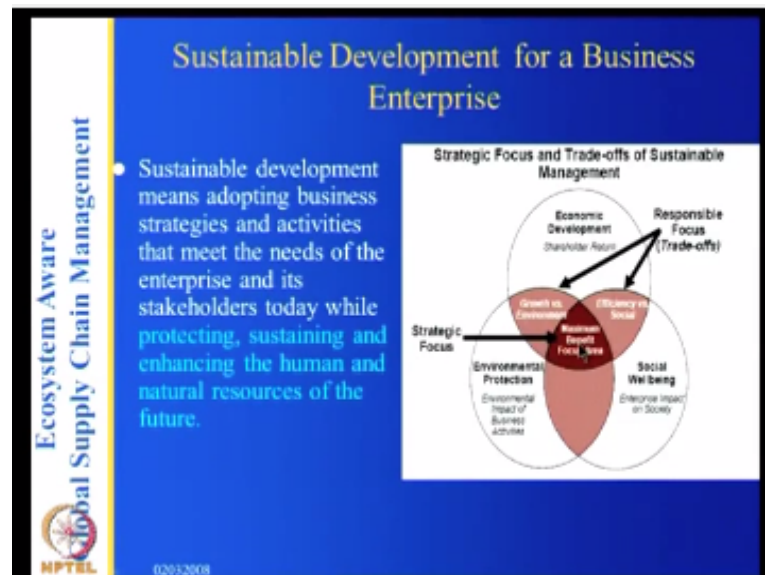 Sustainable Development for a Business
Enterprise
Ecosystem Aware
Global Supply Chain Management
• Sustainable development
means adopting business
strategies and activities
that meet the needs of the
enterprise and its
stakeholders today while
protecting, sustaining and
enhancing the human and
natural resources of the
future.
Strategic Focus and Trade-offs of Sustainable
Management
Economic
Development
Shareholder Return
Responsible
Focus
(Trade-offs)
Growth vs.
Environment
Efficiency vs.
Social
Strategic
Focus
Maximum
Benefit
Focus Area
Environmental
Protection
Environmental
Impact of
Business
Activities
Social
Wellbeing
Enterprise Impact
on Society
NPTEL
02032008